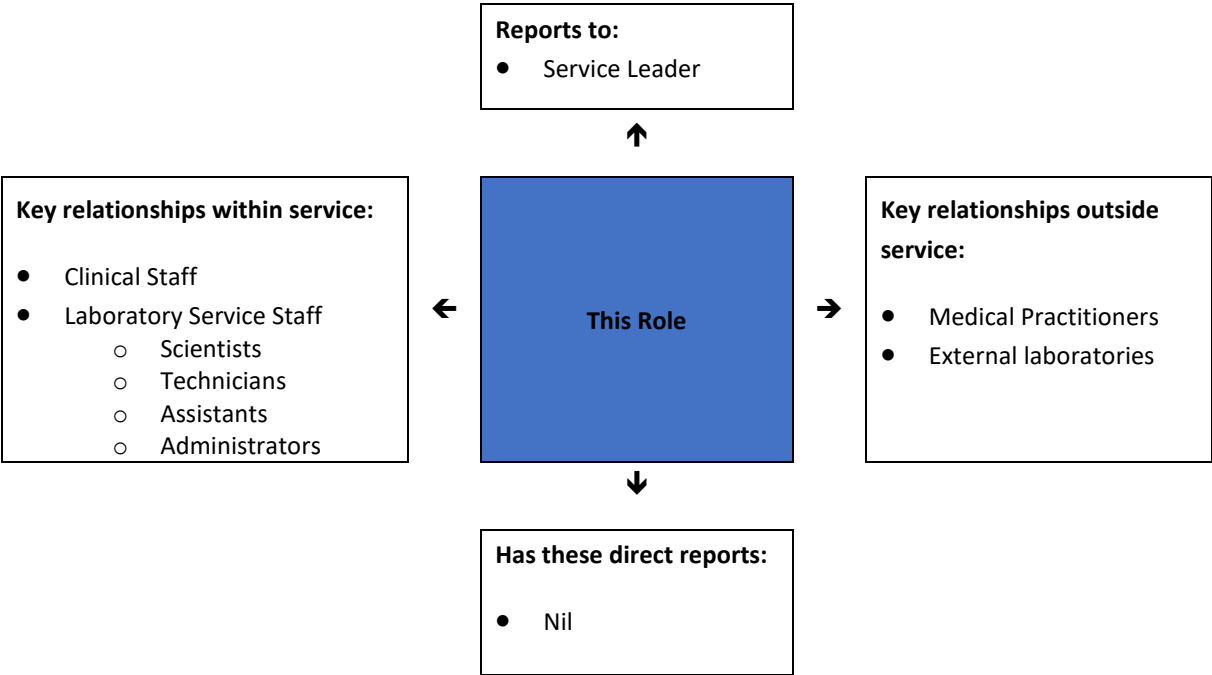 Reports to:
● Service Leader
↑
Key relationships within service:
● Clinical Staff
● Laboratory Service Staff
o Scientists
o Technicians
o Assistants
o Administrators
←
This Role
→
Key relationships outside
service:
● Medical Practitioners
● External laboratories
↓
Has these direct reports:
● Nil